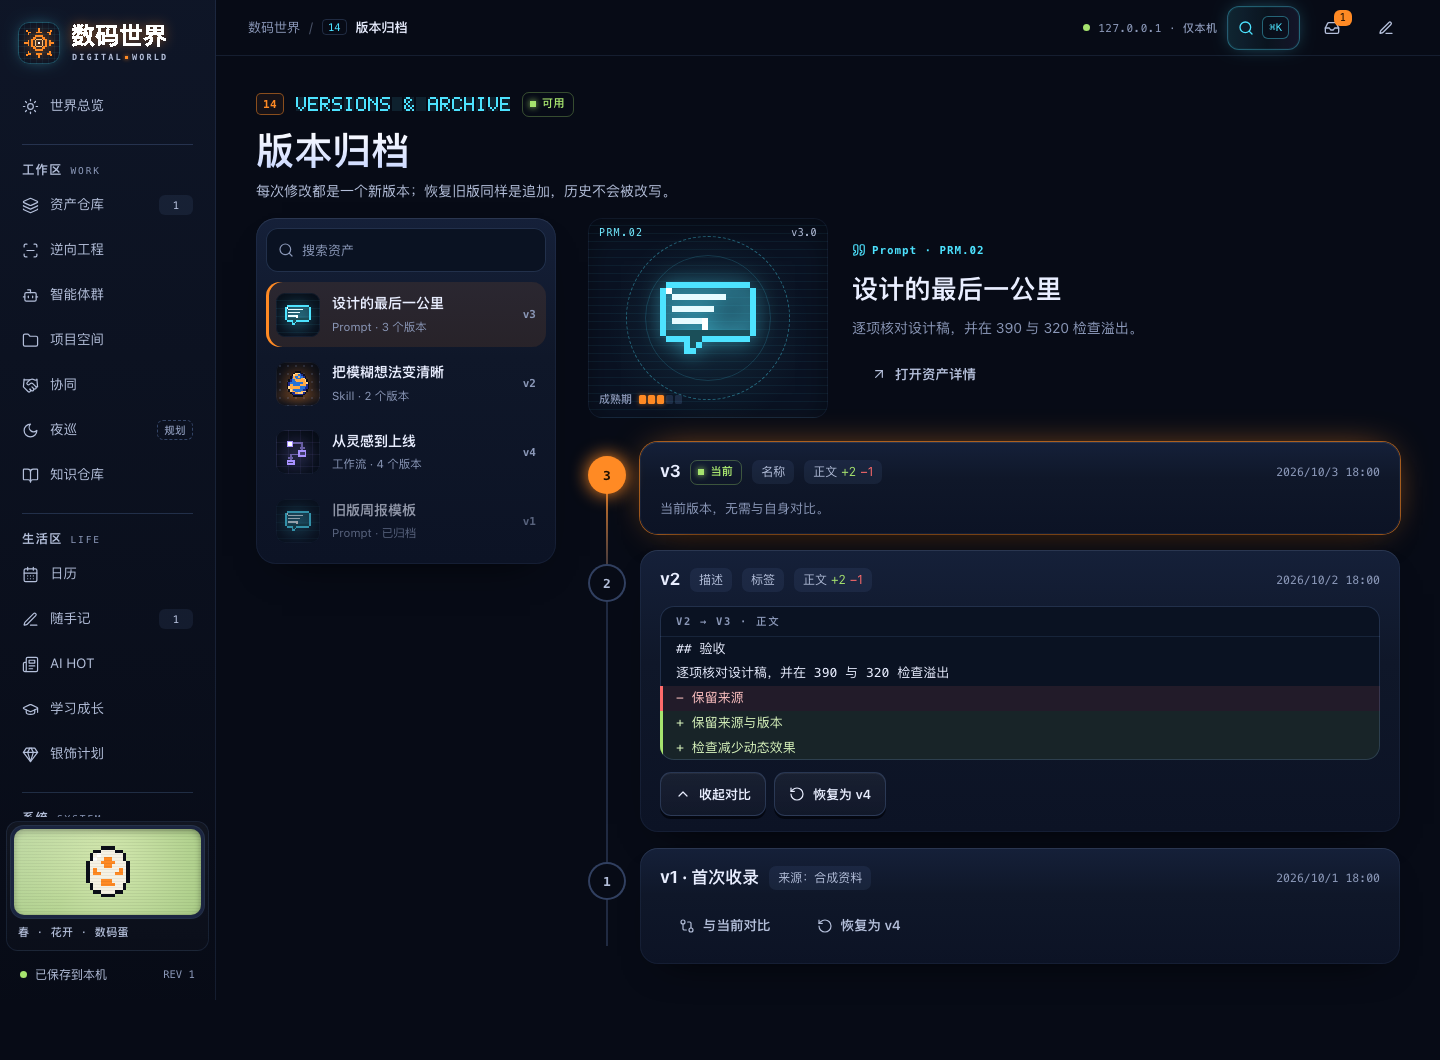 数码世界
DIGITAL WORLD
世界总览
工作区 WORK
资产仓库 1
逆向工程
智能体群
项目空间
协同
夜巡 规划
知识仓库
生活区 LIFE
日历
随手记 1
AI HOT
学习成长
银饰计划
系统 SYSTEM
春 · 花开 · 数码蛋
已保存到本机 REV 1
数码世界 / 14 版本归档
127.0.0.1 · 仅本机
⌘K
1
14 VERSIONS & ARCHIVE 可用
版本归档
每次修改都是一个新版本；恢复旧版同样是追加，历史不会被改写。
搜索资产
设计的最后一公里
Prompt · 3 个版本
v3
把模糊想法变清晰
Skill · 2 个版本
v2
从灵感到上线
工作流 · 4 个版本
v4
旧版周报模板
Prompt · 已归档
v1
PRM.02 v3.0
成熟期
Prompt · PRM.02
设计的最后一公里
逐项核对设计稿，并在 390 与 320 检查溢出。
打开资产详情
3
v3 当前 名称 正文 +2 −1 2026/10/3 18:00
当前版本，无需与自身对比。
2
v2 描述 标签 正文 +2 −1 2026/10/2 18:00
V2 → V3 · 正文
## 验收
逐项核对设计稿，并在 390 与 320 检查溢出
− 保留来源
+ 保留来源与版本
+ 检查减少动态效果
收起对比 恢复为 v4
1
v1 · 首次收录 来源：合成资料 2026/10/1 18:00
与当前对比 恢复为 v4